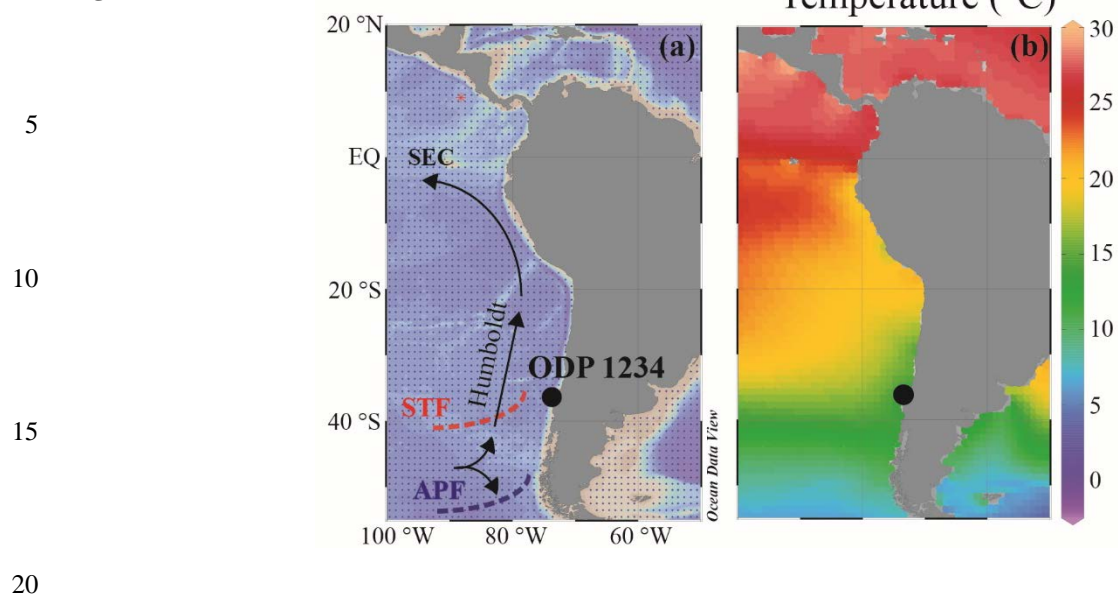 Temperature (°C)
20 °N
(a)
(b)
30
5
SEC
EQ
20
15
10
20 °S
10
Humboldt
ODP 1234
5
STF
15
40 °S
0
APF
Ocean Data View
100 °W
80 °W
60 °W
20